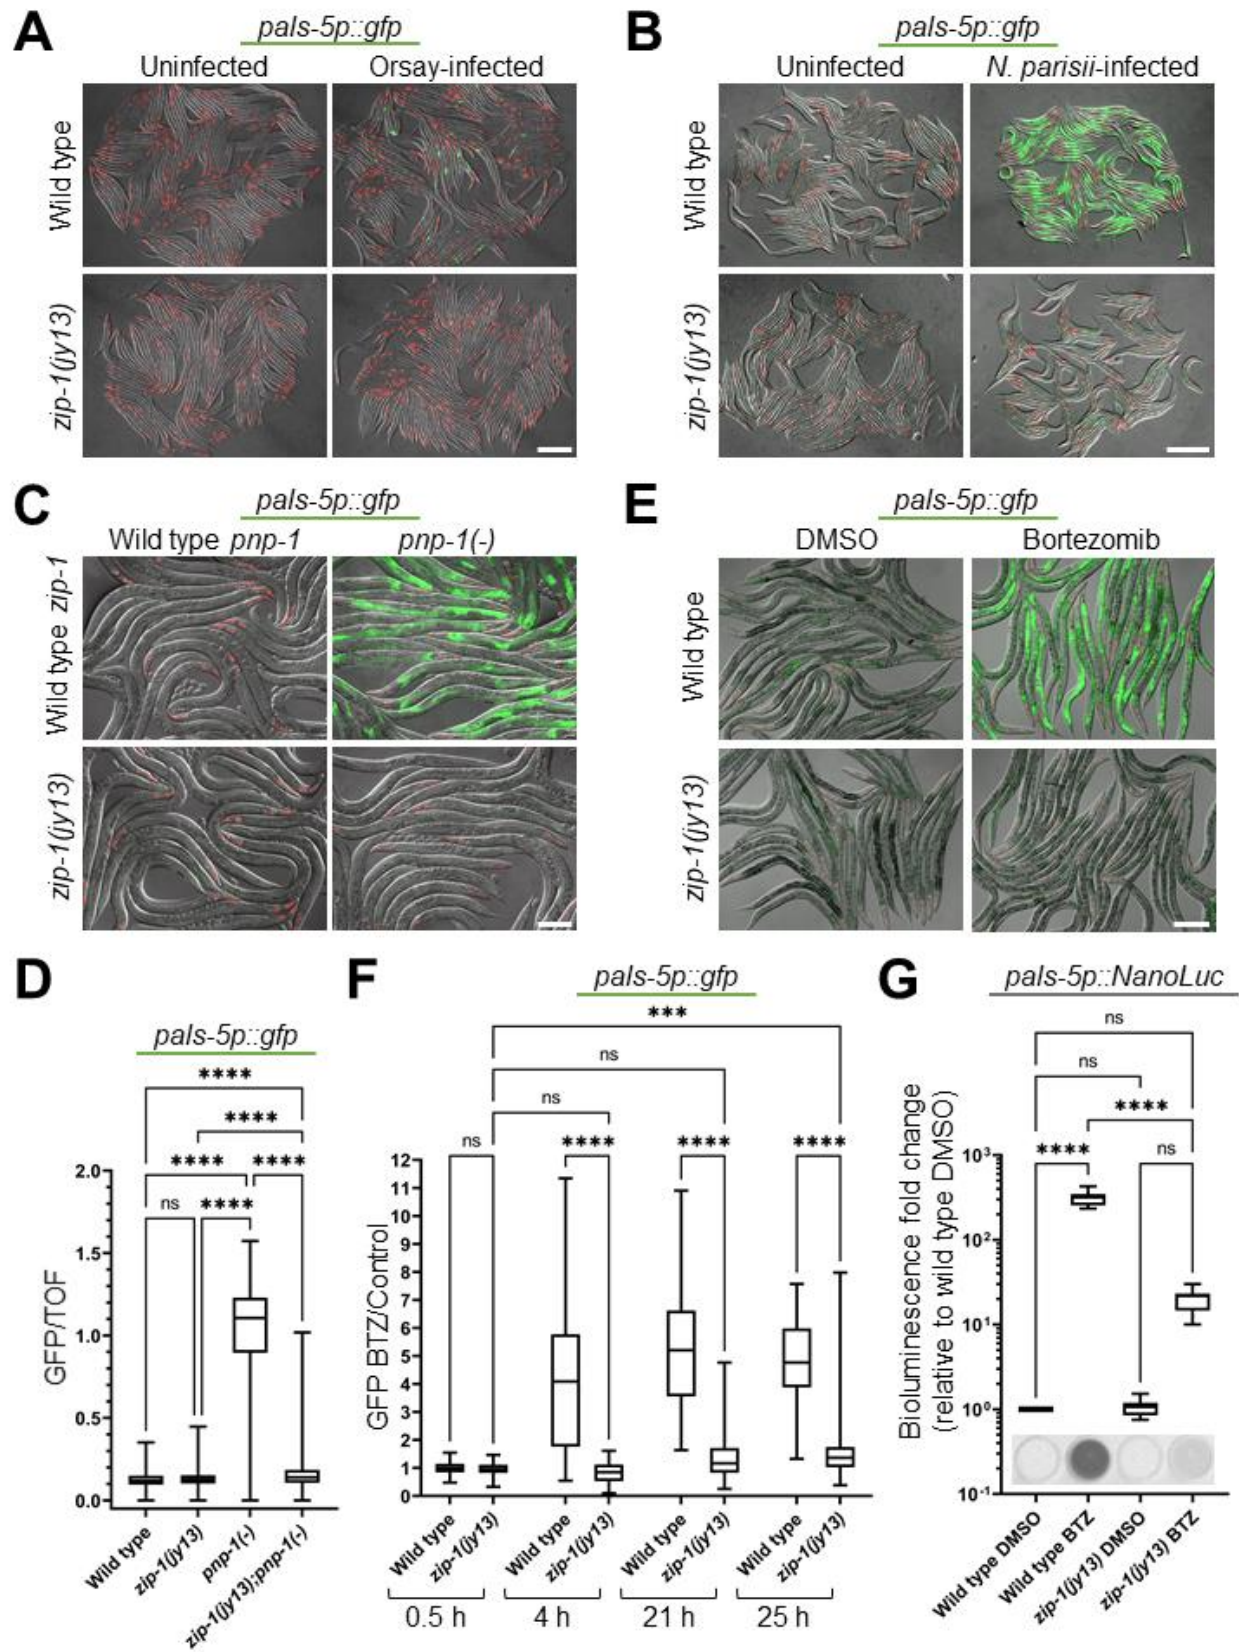 A
pals-5p::gfp
Uninfected Orsay-infected
Wild type
zip-1(jy13)
B
pals-5p::gfp
Uninfected N. parisii-infected
Wild type
zip-1(jy13)
C
pals-5p::gfp
Wild type pnp-1 pnp-1(-)
Wild type zip-1
zip-1(jy13)
E
pals-5p::gfp
DMSO Bortezomib
Wild type
zip-1(jy13)
D
pals-5p::gfp
****
****
**** ****
ns ****
GFP/TOF
2.0
1.5
1.0
0.5
0.0
Wild type
zip-1(jy13)
pnp-1(-)
zip-1(jy13);pnp-1(-)
F
pals-5p::gfp
***
ns
ns
ns **** **** ****
GFP BTZ/Control
12
11
10
9
8
7
6
5
4
3
2
1
0
Wild type
zip-1(jy13)
Wild type
zip-1(jy13)
Wild type
zip-1(jy13)
Wild type
zip-1(jy13)
0.5 h 4 h 21 h 25 h
G
pals-5p::NanoLuc
ns
ns
****
**** ns
Bioluminescence fold change
(relative to wild type DMSO)
10³
10²
10¹
10⁰
10⁻¹
Wild type DMSO
Wild type BTZ
zip-1(jy13) DMSO
zip-1(jy13) BTZ